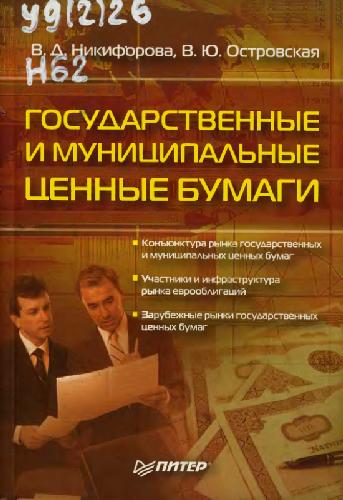 У9(2)26
Н62
В. Д. Никифорова, В. Ю. Островская
ГОСУДАРСТВЕННЫЕ
И МУНИЦИПАЛЬНЫЕ
ЦЕННЫЕ БУМАГИ
Конъюнктура рынка государственных
и муниципальных ценных бумаг
Участники и инфраструктура
рынка еврооблигаций
Зарубежные рынки государственных
ценных бумаг
ПИТЕР